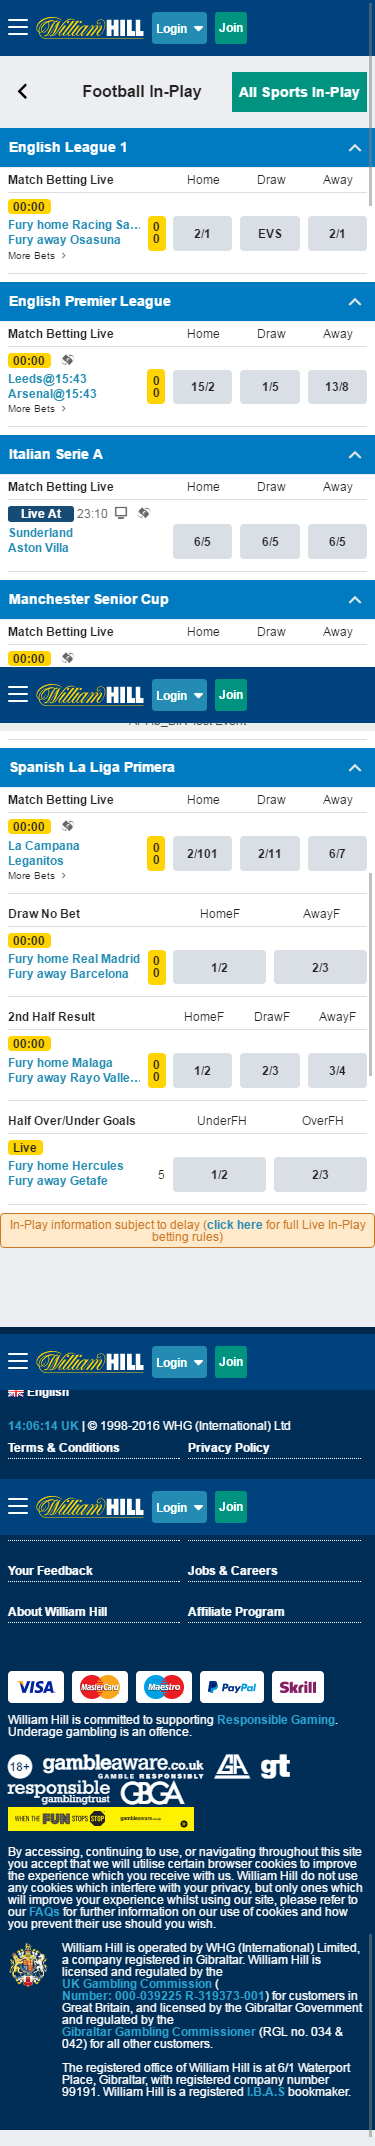 William HILL Login Join
Football In-Play All Sports In-Play
English League 1
Match Betting Live Home Draw Away
00:00
Fury home Racing Sa... 0 2/1 EVS 2/1
Fury away Osasuna 0
More Bets >
English Premier League
Match Betting Live Home Draw Away
00:00
Leeds@15:43 0 15/2 1/5 13/8
Arsenal@15:43 0
More Bets >
Italian Serie A
Match Betting Live Home Draw Away
Live At 23:10
Sunderland 6/5 6/5 6/5
Aston Villa
Manchester Senior Cup
Match Betting Live Home Draw Away
00:00
William HILL Login Join
Spanish La Liga Primera
Match Betting Live Home Draw Away
00:00
La Campana 0 2/101 2/11 6/7
Leganitos 0
More Bets >
Draw No Bet HomeF AwayF
00:00
Fury home Real Madrid 0 1/2 2/3
Fury away Barcelona 0
2nd Half Result HomeF DrawF AwayF
00:00
Fury home Malaga 0 1/2 2/3 3/4
Fury away Rayo Valle... 0
Half Over/Under Goals UnderFH OverFH
Live
Fury home Hercules 5 1/2 2/3
Fury away Getafe
In-Play information subject to delay (click here for full Live In-Play
betting rules)
William HILL Login Join
English
14:06:14 UK | © 1998-2016 WHG (International) Ltd
Terms & Conditions Privacy Policy
William HILL Login Join
Your Feedback Jobs & Careers
About William Hill Affiliate Program
VISA MasterCard Maestro PayPal Skrill
William Hill is committed to supporting Responsible Gaming.
Underage gambling is an offence.
18+ gambleaware.co.uk GA gt
GAMBLE RESPONSIBLY
responsible
gamblingtrust GBGA
WHEN THE FUN STOPS STOP gambleaware.co.uk
By accessing, continuing to use, or navigating throughout this site
you accept that we will utilise certain browser cookies to improve
the experience which you receive with us. William Hill do not use
any cookies which interfere with your privacy, but only ones which
will improve your experience whilst using our site, please refer to
our FAQs for further information on our use of cookies and how
you prevent their use should you wish.
William Hill is operated by WHG (International) Limited,
a company registered in Gibraltar. William Hill is
licensed and regulated by the
UK Gambling Commission (
Number: 000-039225 R-319373-001) for customers in
Great Britain, and licensed by the Gibraltar Government
and regulated by the
Gibraltar Gambling Commissioner (RGL no. 034 &
042) for all other customers.
The registered office of William Hill is at 6/1 Waterport
Place, Gibraltar, with registered company number
99191. William Hill is a registered I.B.A.S bookmaker.